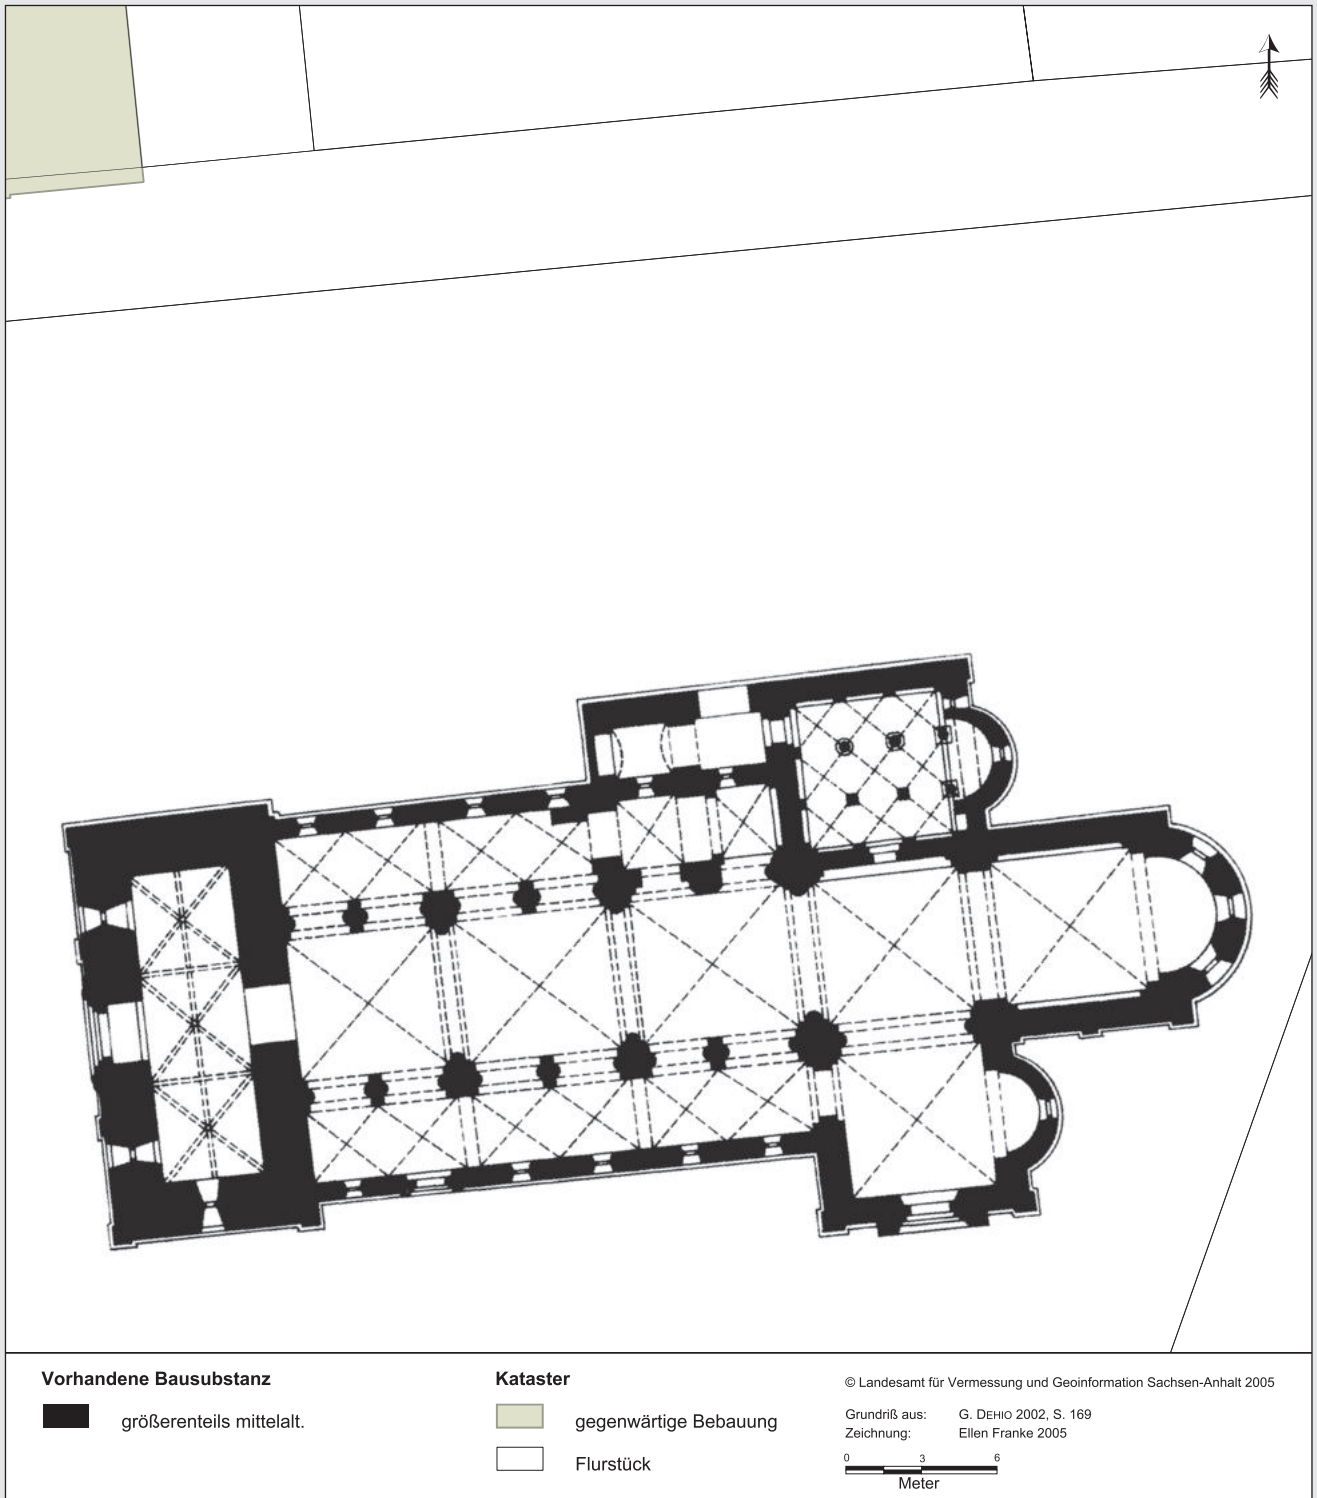 Vorhandene Bausubstanz
größerenteils mittelalt.
Kataster
gegenwärtige Bebauung
Flurstück
© Landesamt für Vermessung und Geoinformation Sachsen-Anhalt 2005
Grundriß aus: G. DEHIO 2002, S. 169
Zeichnung: Ellen Franke 2005
0 3 6
Meter